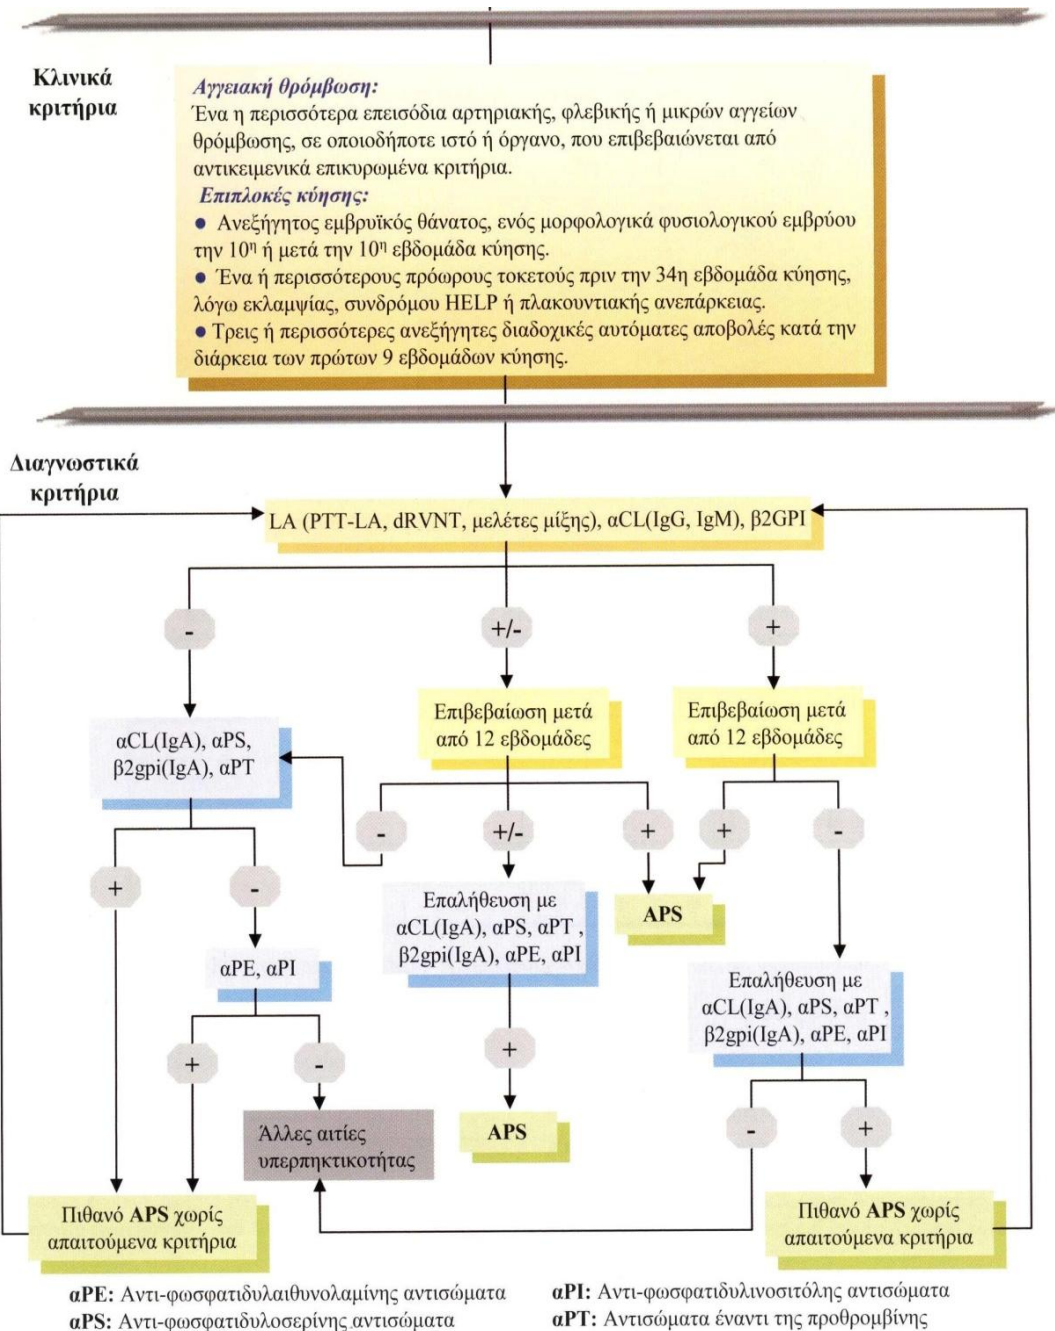 Κλινικά
κριτήρια
Αγγειακή θρόμβωση:
Ένα η περισσότερα επεισόδια αρτηριακής, φλεβικής ή μικρών αγγείων
θρόμβωσης, σε οποιοδήποτε ιστό ή όργανο, που επιβεβαιώνεται από
αντικειμενικά επικυρωμένα κριτήρια.
Επιπλοκές κύησης:
● Ανεξήγητος εμβρυϊκός θάνατος, ενός μορφολογικά φυσιολογικού εμβρύου
την 10η ή μετά την 10η εβδομάδα κύησης.
● Ένα ή περισσότερους πρόωρους τοκετούς πριν την 34η εβδομάδα κύησης,
λόγω εκλαμψίας, συνδρόμου HELP ή πλακουντιακής ανεπάρκειας.
● Τρεις ή περισσότερες ανεξήγητες διαδοχικές αυτόματες αποβολές κατά την
διάρκεια των πρώτων 9 εβδομάδων κύησης.
Διαγνωστικά
κριτήρια
LA (PTT-LA, dRVNT, μελέτες μίξης), αCL(IgG, IgM), β2GPI
-
+/-
+
αCL(IgA), αPS,
β2gpi(IgA), αPT
Επιβεβαίωση μετά
από 12 εβδομάδες
Επιβεβαίωση μετά
από 12 εβδομάδες
-
+/-
+
+
-
+
-
Επαλήθευση με
αCL(IgA), αPS, αPT ,
β2gpi(IgA), αPE, αPI
APS
αPE, αPI
Επαλήθευση με
αCL(IgA), αPS, αPT ,
β2gpi(IgA), αPE, αPI
+
-
+
-
+
Άλλες αιτίες
υπερπηκτικοτήτας
APS
Πιθανό APS χωρίς
απαιτούμενα κριτήρια
Πιθανό APS χωρίς
απαιτούμενα κριτήρια
αPE: Αντι-φωσφατιδυλαιθυνολαμίνης αντισώματα
αPI: Αντι-φωσφατιδυλινοσιτόλης αντισώματα
αPS: Αντι-φωσφατιδυλοσερίνης αντισώματα
αPT: Αντισώματα έναντι της προθρομβίνης